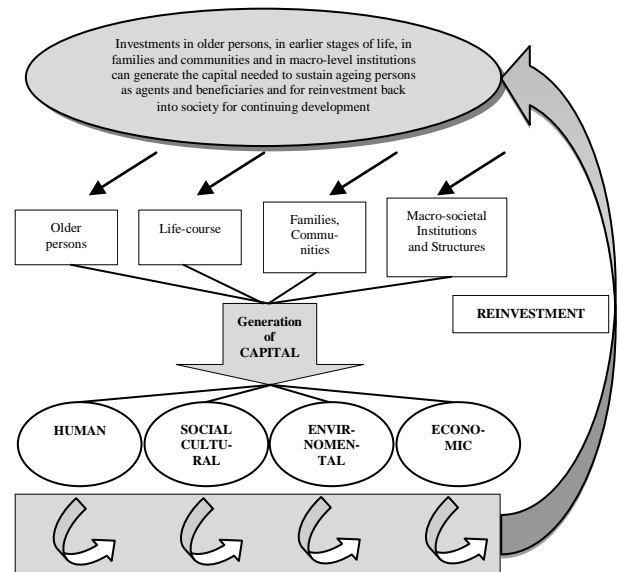 Investments in older persons, in earlier stages of life, in
families and communities and in macro-level institutions
can generate the capital needed to sustain ageing persons
as agents and beneficiaries and for reinvestment back
into society for continuing development
Older
persons
Life-course
Families,
Commu-
nities
Macro-societal
Institutions
and Structures
REINVESTMENT
Generation
of
CAPITAL
HUMAN
SOCIAL
CULTU-
RAL
ENVIR-
NOMEN-
TAL
ECONO-
MIC